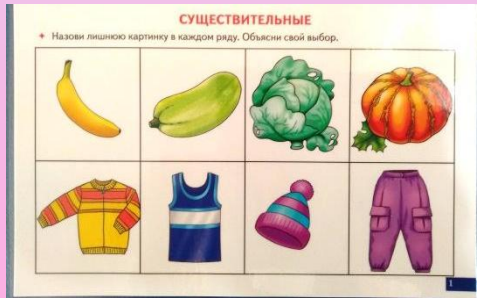 СУЩЕСТВИТЕЛЬНЫЕ
+ Назови лишнюю картинку в каждом ряду. Объясни свой выбор.
1